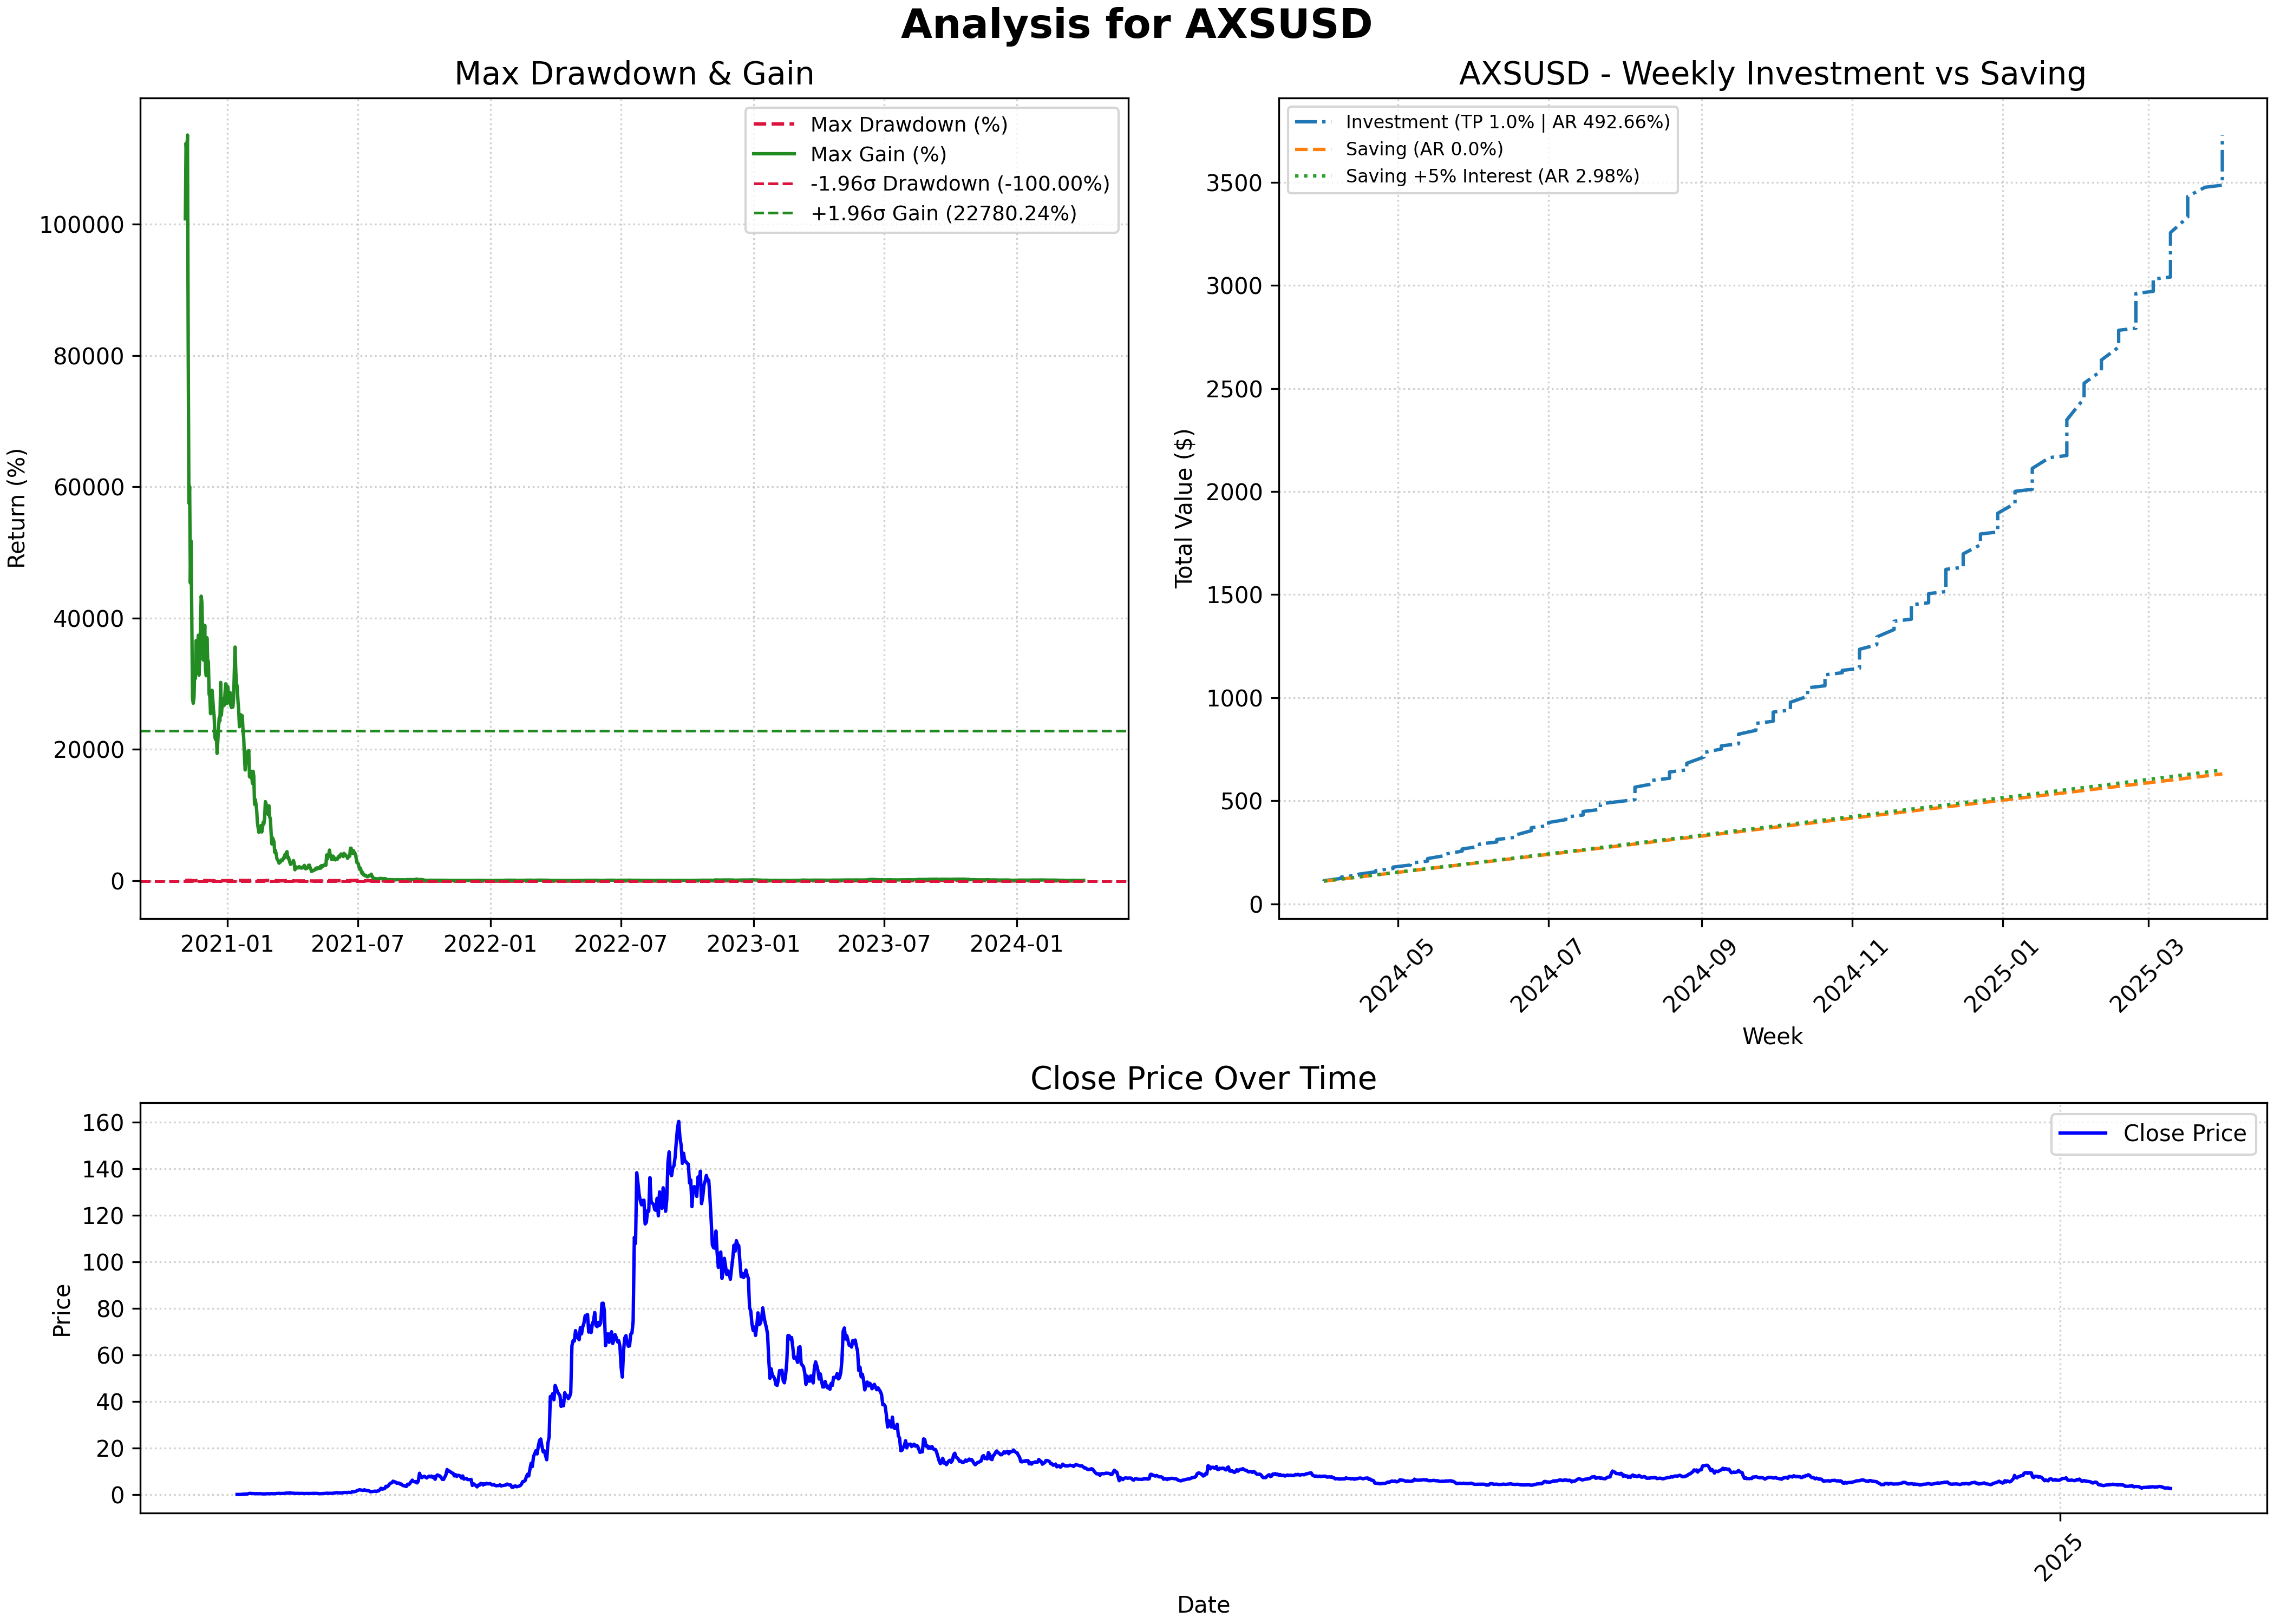 Analysis for AXSUSD
Max Drawdown & Gain
Return (%)
100000
80000
60000
40000
20000
0
Max Drawdown (%)
Max Gain (%)
-1.96σ Drawdown (-100.00%)
+1.96σ Gain (22780.24%)
2021-01
2021-07
2022-01
2022-07
2023-01
2023-07
2024-01
AXSUSD - Weekly Investment vs Saving
Total Value ($)
3500
3000
2500
2000
1500
1000
500
0
Investment (TP 1.0% | AR 492.66%)
Saving (AR 0.0%)
Saving +5% Interest (AR 2.98%)
2024-05
2024-07
2024-09
2024-11
2025-01
2025-03
Week
Close Price Over Time
Price
160
140
120
100
80
60
40
20
0
Close Price
2025
Date